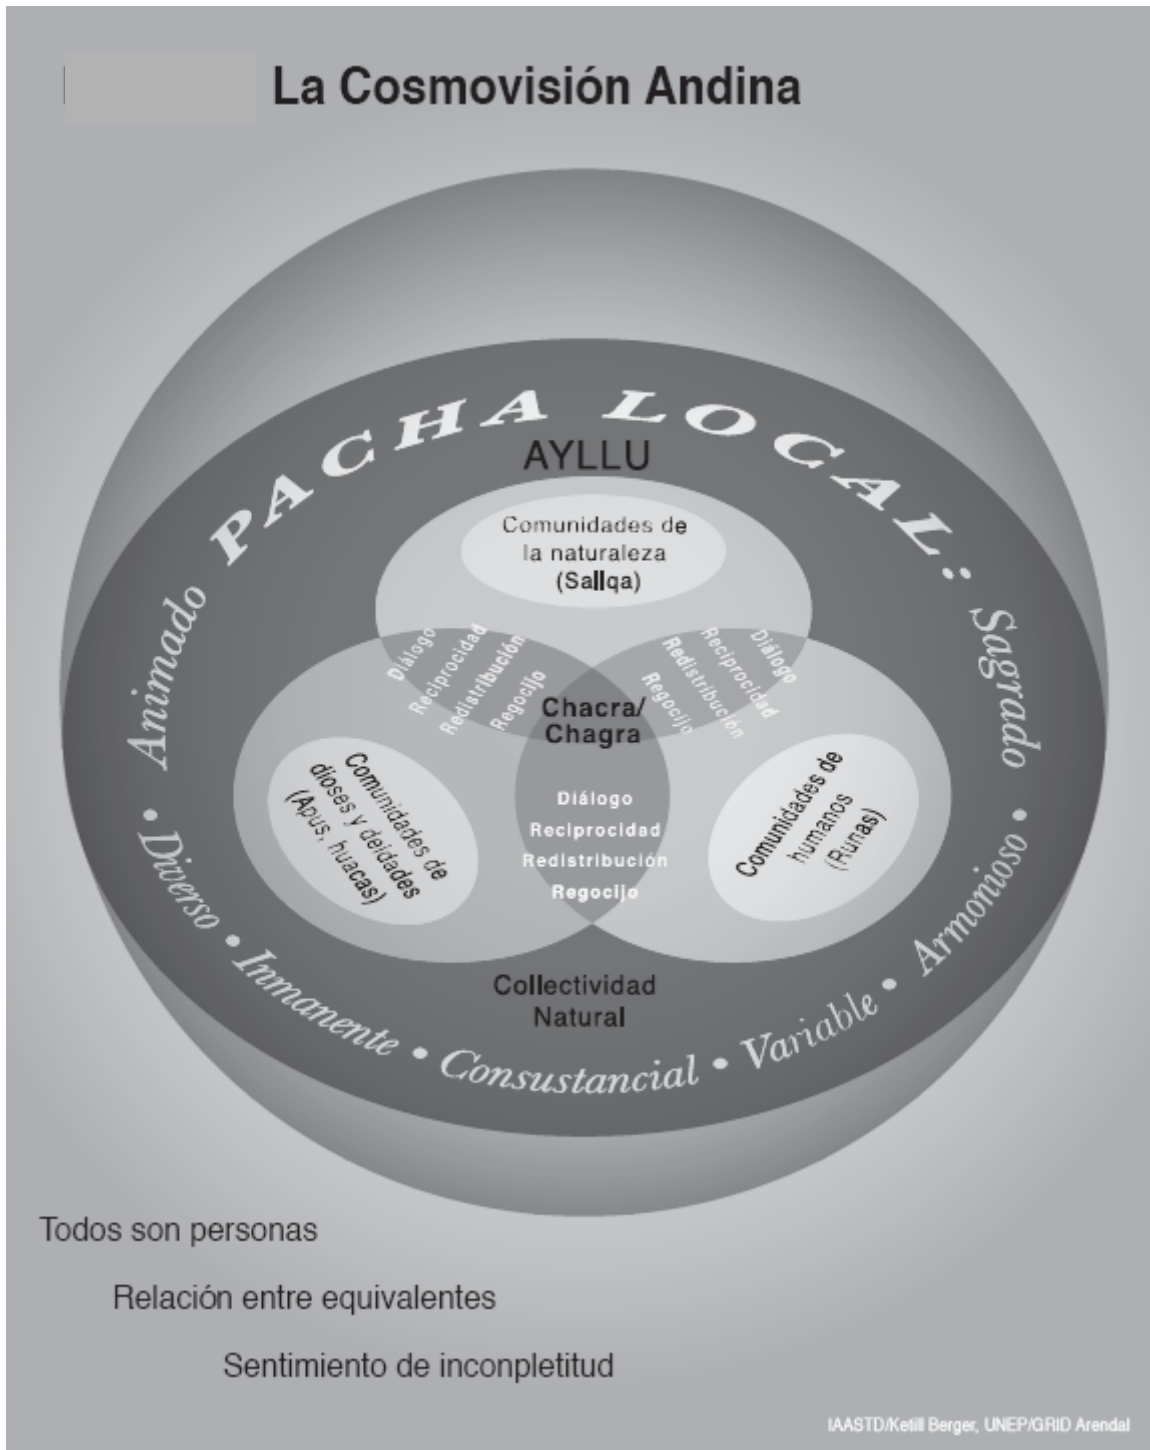 La Cosmovisión Andina
PACHA LOCAL:
AYLLU
Comunidades de
la naturaleza
(Sallqa)
Animado
Sagrado
Diálogo
Reciprocidad
Redistribución
Regocijo
Diálogo
Reciprocidad
Redistribución
Regocijo
Chacra/
Chagra
Comunidades de
dioses y deidades
(Apus, huacas)
Diálogo
Reciprocidad
Redistribución
Regocijo
Comunidades de
humanos
(Runas)
• Diverso • Inmanente • Consustancial • Variable • Armonioso •
Collectividad
Natural
Todos son personas
Relación entre equivalentes
Sentimiento de inconpletitud
IAASTD/Ketill Berger, UNEP/GRID Arendal